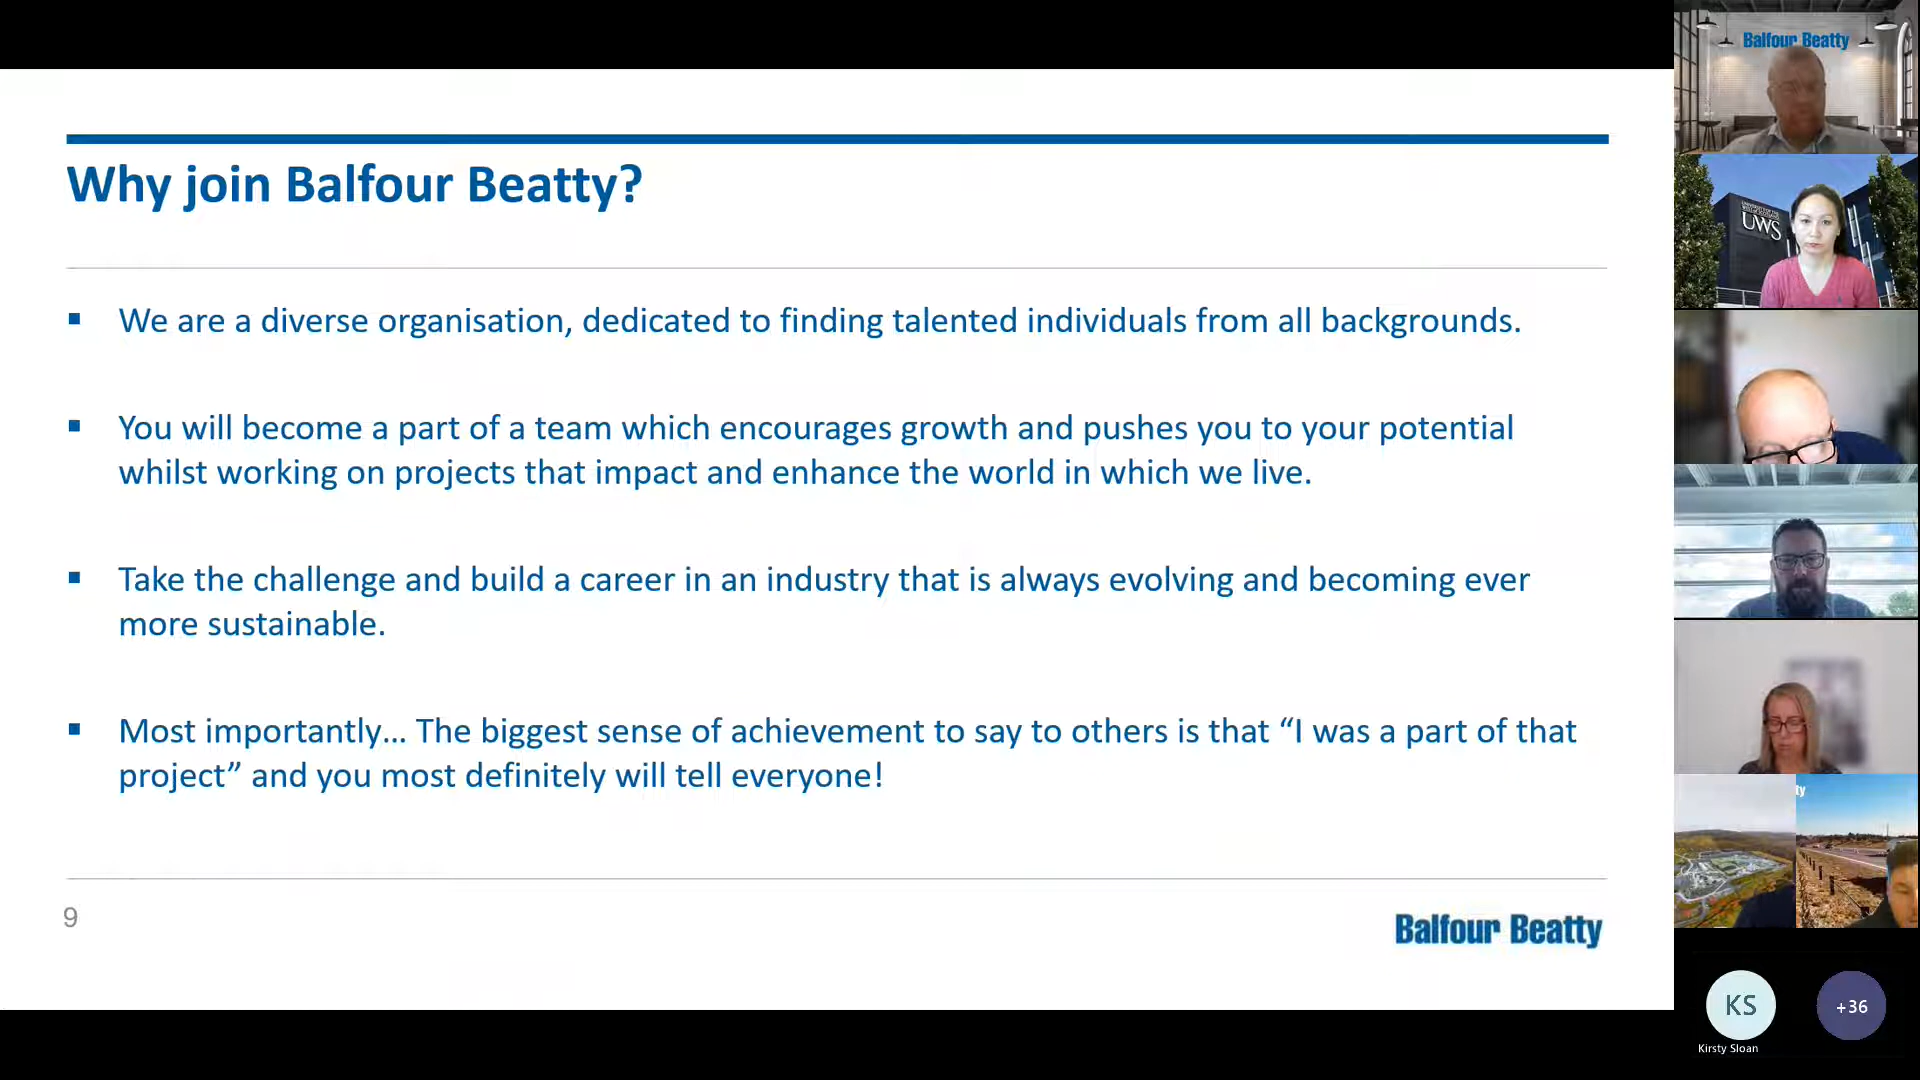 Why join Balfour Beatty?
▪ We are a diverse organisation, dedicated to finding talented individuals from all backgrounds.
▪ You will become a part of a team which encourages growth and pushes you to your potential
whilst working on projects that impact and enhance the world in which we live.
▪ Take the challenge and build a career in an industry that is always evolving and becoming ever
more sustainable.
▪ Most importantly… The biggest sense of achievement to say to others is that “I was a part of that
project” and you most definitely will tell everyone!
9
Balfour Beatty
Balfour Beatty
UWS
ty
KS
+36
Kirsty Sloan